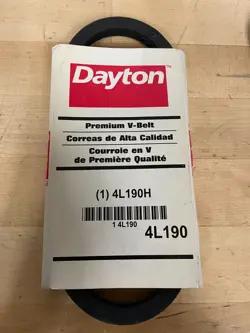 Dayton
Premium V-Belt
Correas de Alta Calidad
Courroie en V
de Première Qualité
(1) 4L190H
1 4L190
4L190